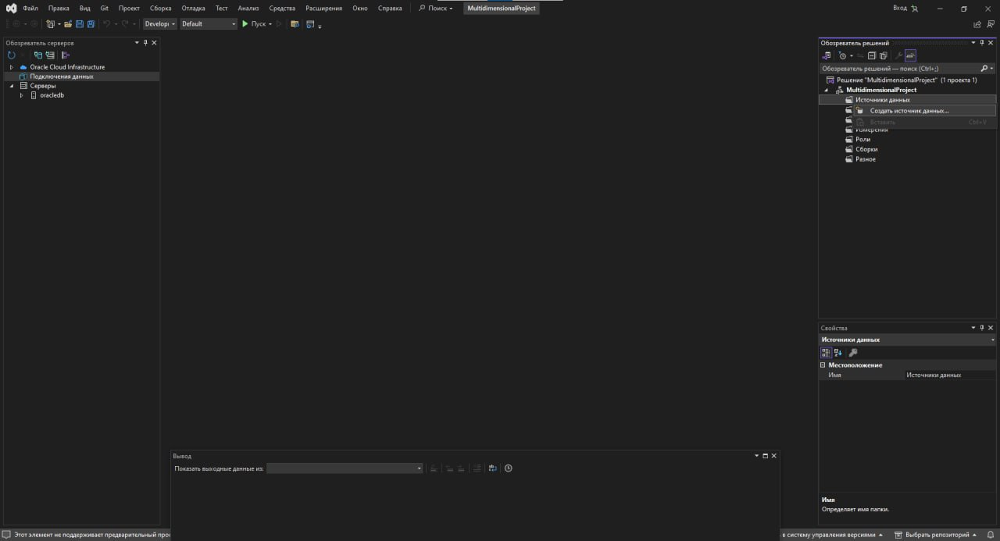 Файл Правка Вид Git Проект Сборка Отладка Тест Анализ Средства Расширения Окно Справка Поиск MultidimensionalProject Вход
Develop Default Пуск
Обозреватель серверов
Oracle Cloud Infrastructure
Подключения данных
Серверы
oracledb
Обозреватель решений
Обозреватель решений — поиск (Ctrl+;)
Решение "MultidimensionalProject" (1 проекта 1)
MultidimensionalProject
Источники данных
Создать источник данных...
Вставить Ctrl+V
Измерения
Роли
Сборки
Разное
Свойства
Источники данных
Местоположение
Имя Источники данных
Имя
Определяет имя папки.
Вывод
Показать выходные данные из:
Этот элемент не поддерживает предварительный прос
в систему управления версиями Выбрать репозиторий